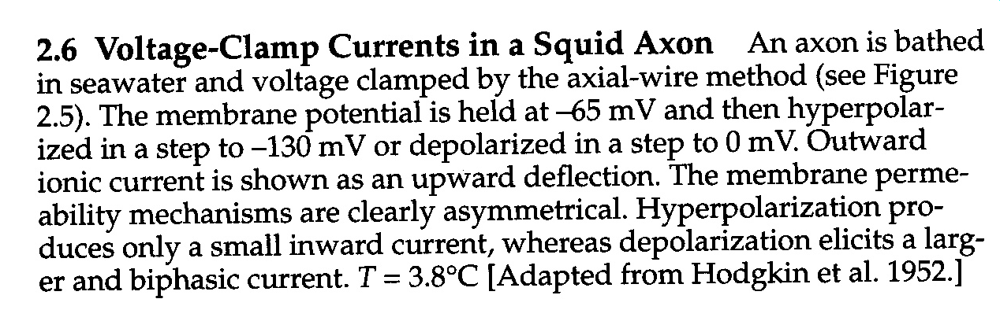 2.6 Voltage-Clamp Currents in a Squid Axon An axon is bathed
in seawater and voltage clamped by the axial-wire method (see Figure
2.5). The membrane potential is held at –65 mV and then hyperpolar-
ized in a step to –130 mV or depolarized in a step to 0 mV. Outward
ionic current is shown as an upward deflection. The membrane perme-
ability mechanisms are clearly asymmetrical. Hyperpolarization pro-
duces only a small inward current, whereas depolarization elicits a larg-
er and biphasic current. T = 3.8°C [Adapted from Hodgkin et al. 1952.]